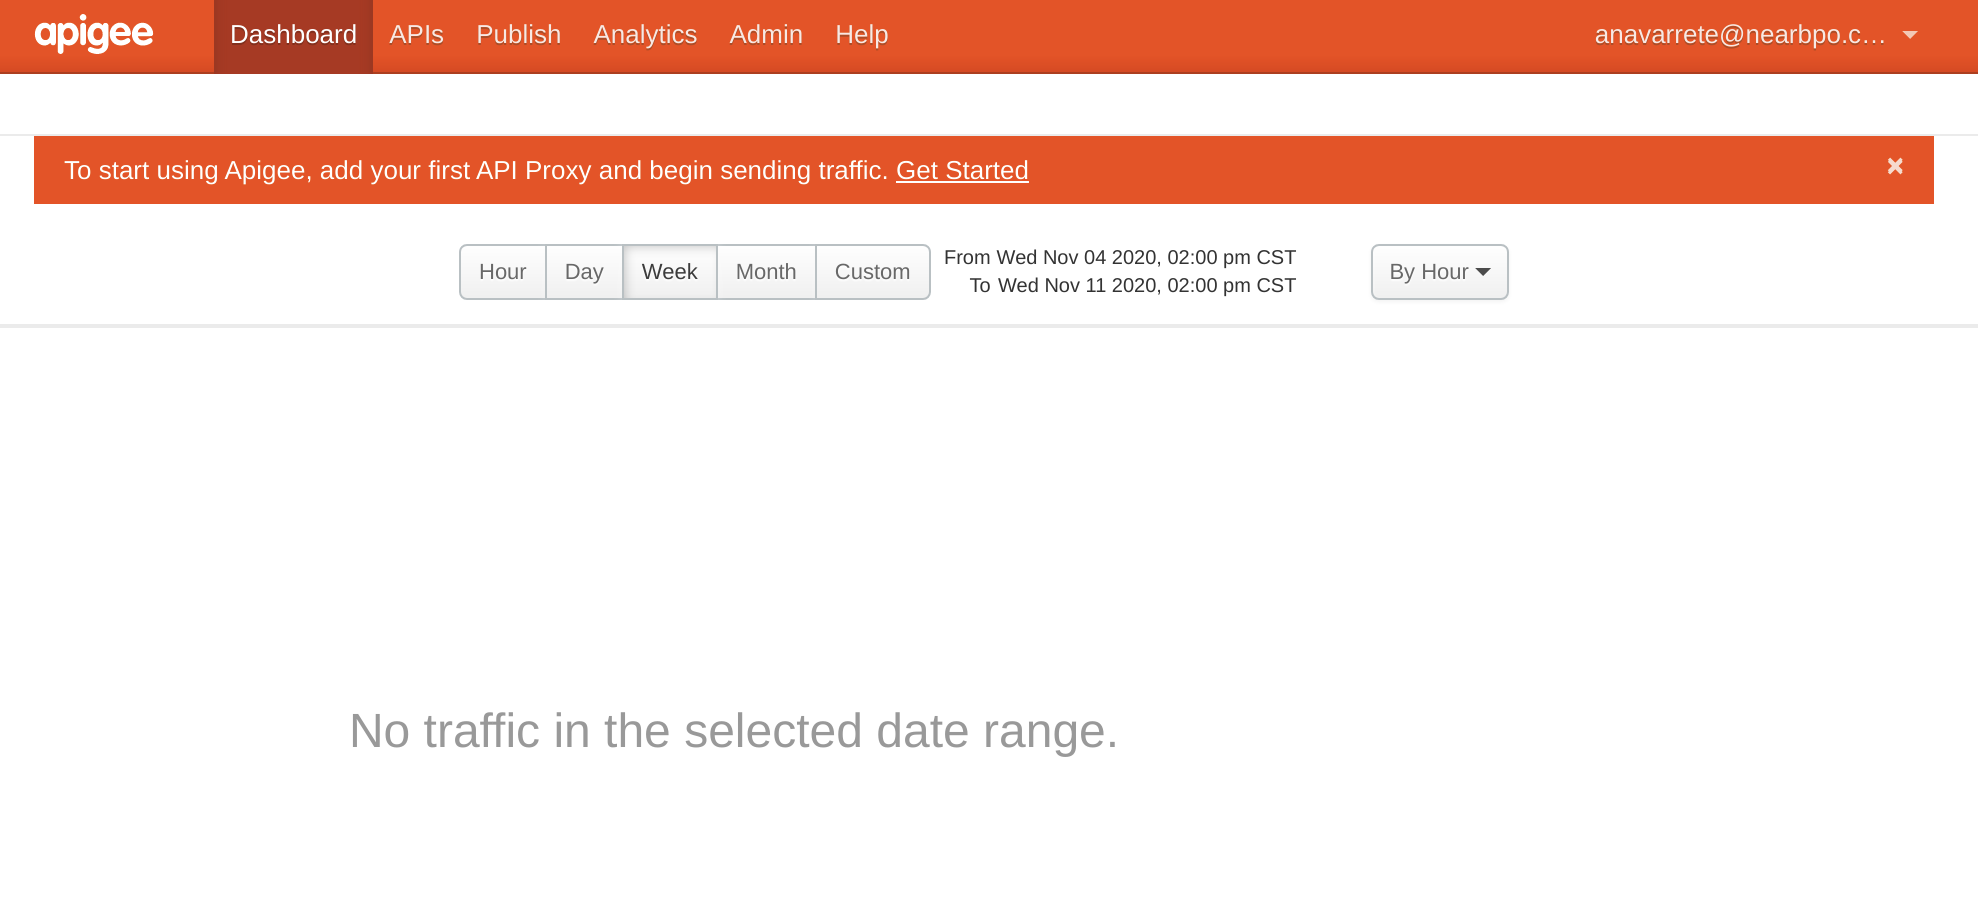 apigee Dashboard APIs Publish Analytics Admin Help anavarrete@nearbpo.c...
To start using Apigee, add your first API Proxy and begin sending traffic. Get Started ×
Hour Day Week Month Custom From Wed Nov 04 2020, 02:00 pm CST By Hour
To Wed Nov 11 2020, 02:00 pm CST
No traffic in the selected date range.